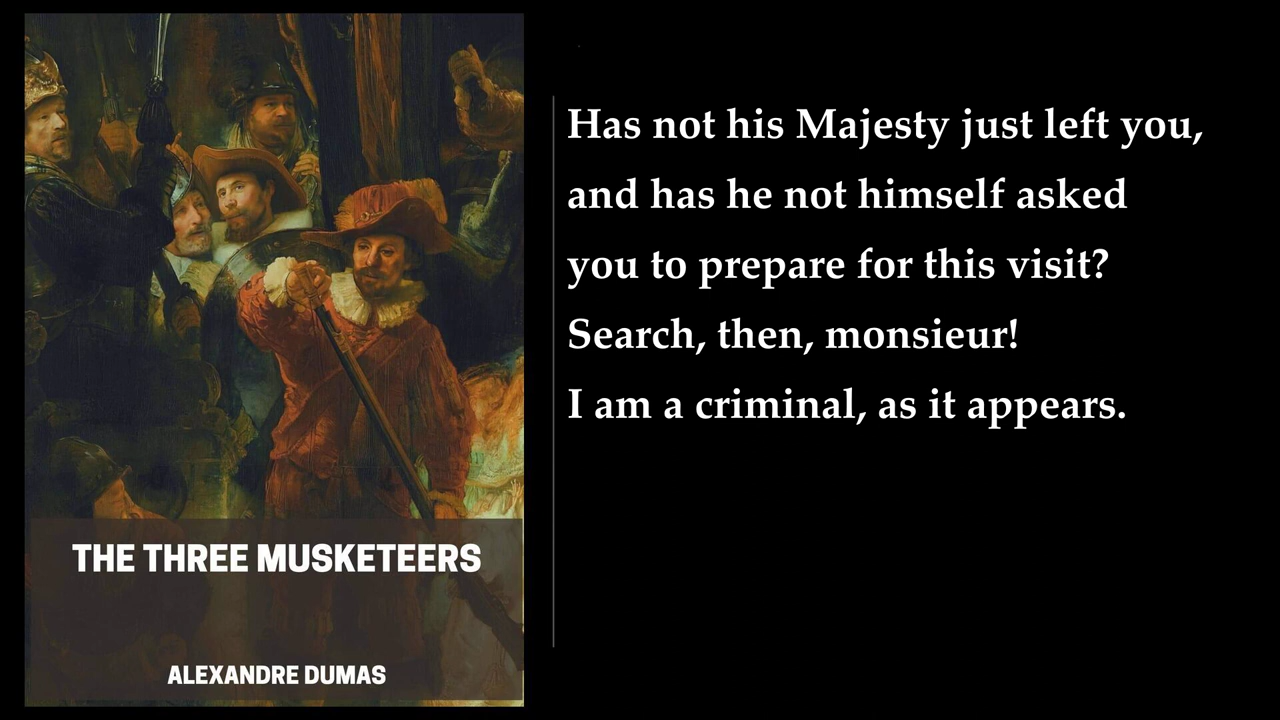 THE THREE MUSKETEERS
ALEXANDRE DUMAS
Has not his Majesty just left you,
and has he not himself asked
you to prepare for this visit?
Search, then, monsieur!
I am a criminal, as it appears.